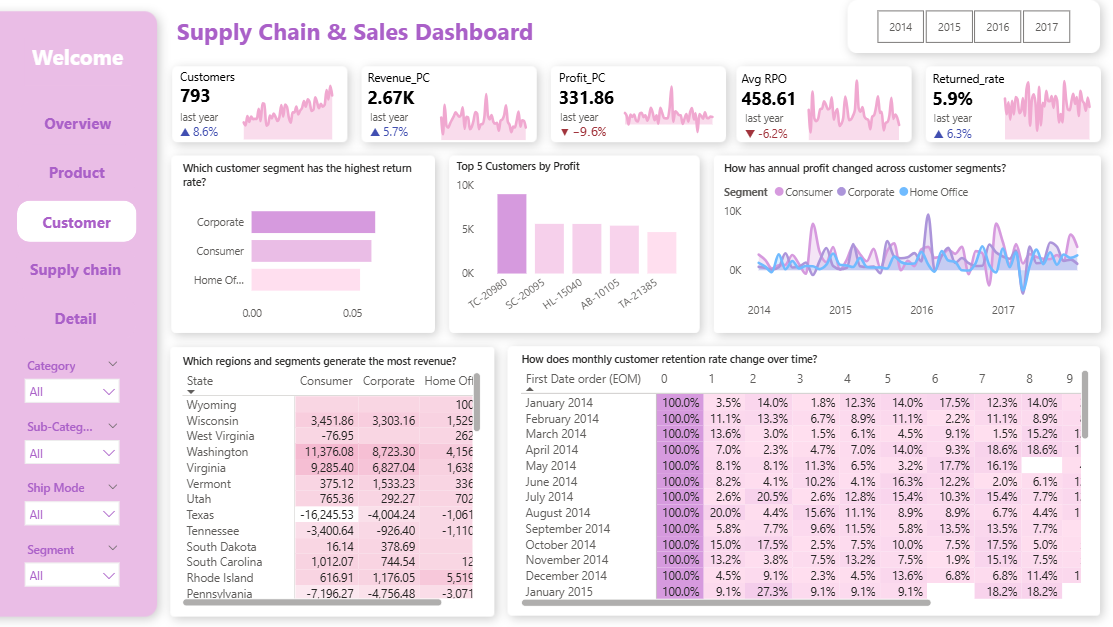 Welcome
Overview
Product
Customer
Supply chain
Detail
Category
All
Sub-Categ...
All
Ship Mode
All
Segment
All
Supply Chain & Sales Dashboard
2014 2015 2016 2017
Customers
793
last year
▲ 8.6%
Revenue_PC
2.67K
last year
▲ 5.7%
Profit_PC
331.86
last year
▼ -9.6%
Avg RPO
458.61
last year
▼ -6.2%
Returned_rate
5.9%
last year
▲ 6.3%
Which customer segment has the highest return
rate?
Corporate
Consumer
Home Of...
0.00 0.05
Top 5 Customers by Profit
10K
5K
0K
TC-20980 SC-20095 HL-15040 AB-10105 TA-21385
How has annual profit changed across customer segments?
Segment Consumer Corporate Home Office
10K
0K
2014 2015 2016 2017
Which regions and segments generate the most revenue?
State Consumer Corporate Home Off
Wyoming 100
Wisconsin 3,451.86 3,303.16 1,529
West Virginia -76.95 262
Washington 11,376.08 8,723.30 4,156
Virginia 9,285.40 6,827.04 1,638
Vermont 375.12 1,533.23 336
Utah 765.36 292.27 702
Texas -16,245.53 -4,004.24 -1,061
Tennessee -3,400.64 -926.40 -1,110
South Dakota 16.14 378.69
South Carolina 1,012.07 744.54 12
Rhode Island 616.91 1,176.05 5,519
Pennsylvania -7,196.27 -4,756.48 -3,071
How does monthly customer retention rate change over time?
First Date order (EOM) 0 1 2 3 4 5 6 7 8 9
January 2014 100.0% 3.5% 14.0% 1.8% 12.3% 14.0% 17.5% 12.3% 14.0%
February 2014 100.0% 11.1% 13.3% 6.7% 8.9% 11.1% 2.2% 11.1% 8.9%
March 2014 100.0% 13.6% 3.0% 1.5% 6.1% 4.5% 9.1% 1.5% 15.2% 1
April 2014 100.0% 7.0% 2.3% 4.7% 7.0% 14.0% 9.3% 18.6% 18.6% 1
May 2014 100.0% 8.1% 8.1% 11.3% 6.5% 3.2% 17.7% 16.1%
June 2014 100.0% 8.2% 4.1% 10.2% 4.1% 16.3% 12.2% 2.0% 6.1% 1
July 2014 100.0% 2.6% 20.5% 2.6% 12.8% 15.4% 10.3% 15.4% 7.7% 1
August 2014 100.0% 20.0% 4.4% 15.6% 11.1% 8.9% 8.9% 6.7% 4.4% 1
September 2014 100.0% 5.8% 7.7% 9.6% 11.5% 5.8% 13.5% 13.5% 7.7%
October 2014 100.0% 15.0% 17.5% 2.5% 7.5% 10.0% 7.5% 17.5% 5.0%
November 2014 100.0% 13.2% 3.8% 7.5% 13.2% 7.5% 1.9% 15.1% 7.5%
December 2014 100.0% 4.5% 9.1% 2.3% 4.5% 13.6% 6.8% 6.8% 11.4% 1
January 2015 100.0% 9.1% 27.3% 9.1% 9.1% 9.1% 18.2% 18.2%